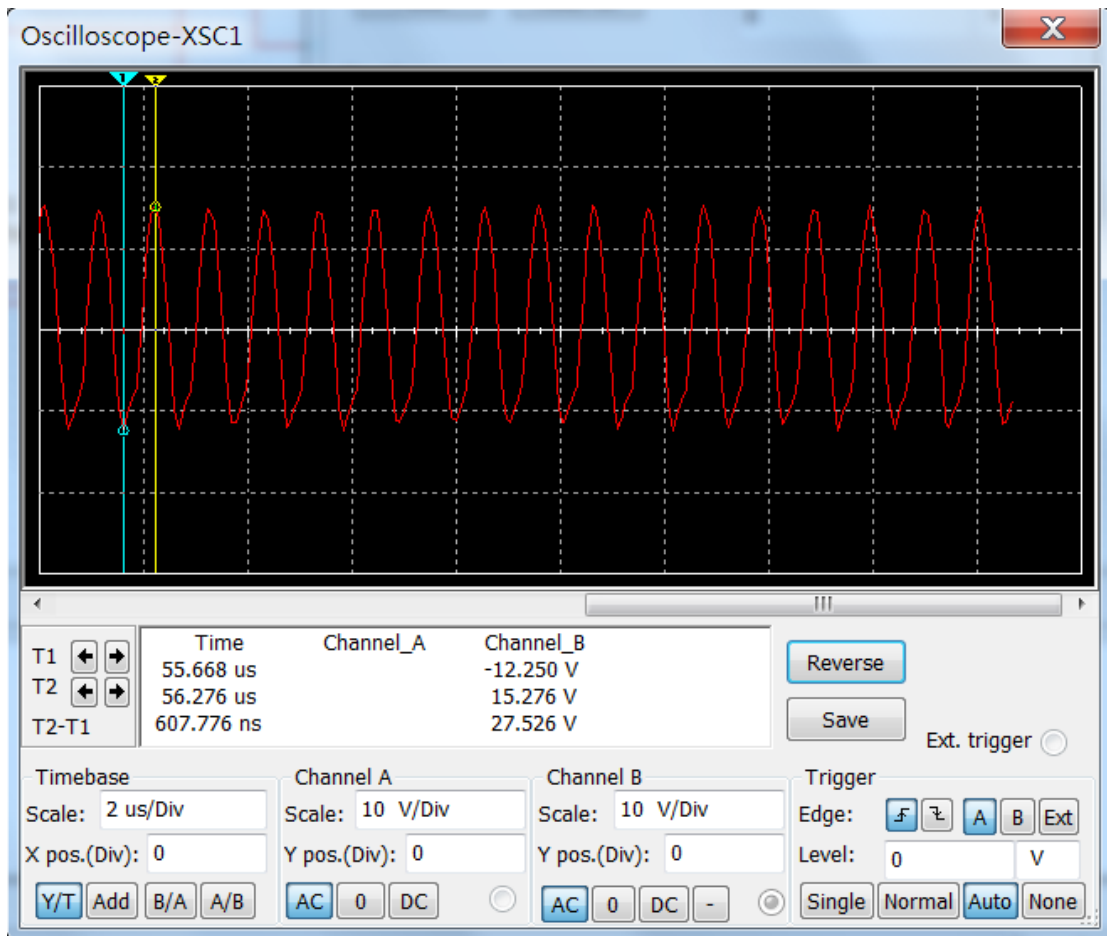 Oscilloscope-XSC1
X
1 2
T1
T2
T2-T1
Time Channel_A Channel_B
55.668 us -12.250 V
56.276 us 15.276 V
607.776 ns 27.526 V
Reverse
Save
Ext. trigger
Timebase
Scale: 2 us/Div
X pos.(Div): 0
Y/T Add B/A A/B
Channel A
Scale: 10 V/Div
Y pos.(Div): 0
AC 0 DC
Channel B
Scale: 10 V/Div
Y pos.(Div): 0
AC 0 DC -
Trigger
Edge: A B Ext
Level: 0 V
Single Normal Auto None